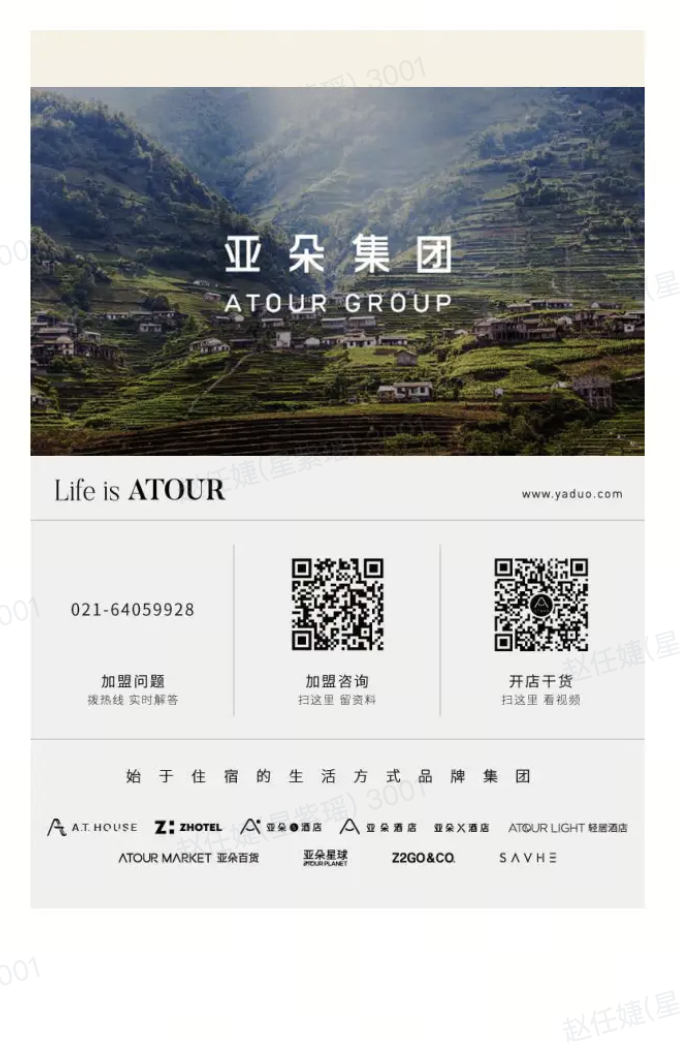 亚朵集团
ATOUR GROUP
Life is ATOUR
www.yaduo.com
021-64059928
加盟问题
拨热线 实时解答
加盟咨询
扫这里 留资料
开店干货
扫这里 看视频
始于住宿的生活方式品牌集团
A.T. HOUSE
Z: ZHOTEL
亚朵S酒店
亚朵酒店
亚朵X酒店
ATOUR LIGHT 轻居酒店
ATOUR MARKET 亚朵百货
亚朵星球
ATOUR PLANET
Z2GO&CO.
SAVHE
赵任婕(星紫瑶) 3001